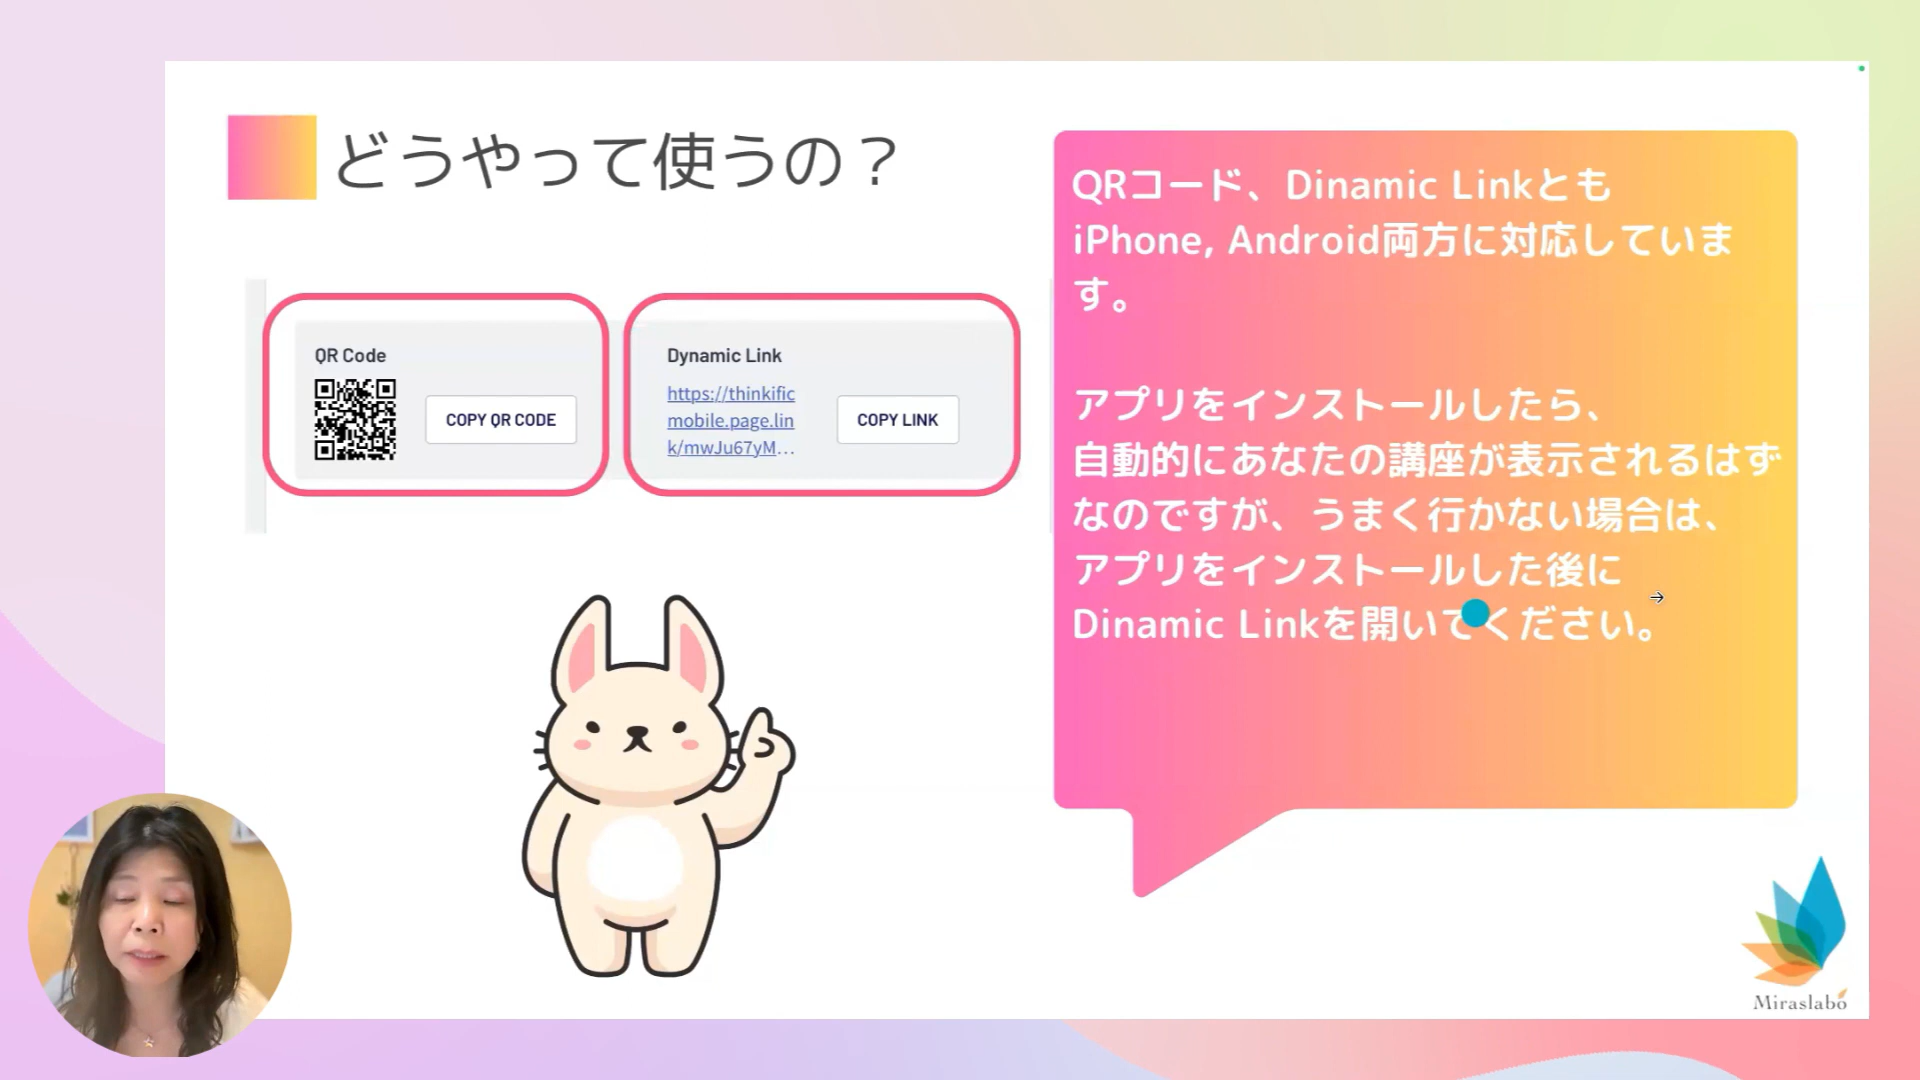 どうやって使うの？
QR Code
COPY QR CODE
Dynamic Link
https://thinkific
mobile.page.lin
k/mwJu67yM...
COPY LINK
QRコード、Dinamic Linkとも
iPhone, Android両方に対応していま
す。
アプリをインストールしたら、
自動的にあなたの講座が表示されるはず
なのですが、うまく行かない場合は、
アプリをインストールした後に
Dinamic Linkを開いてください。
Miraslabo